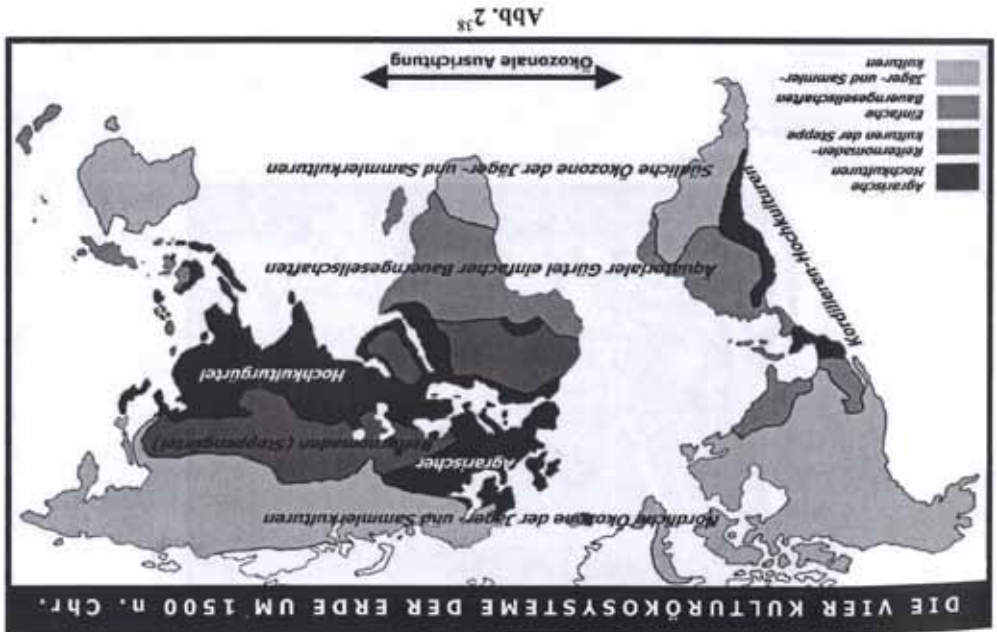 DIE VIER KULTURÖKOSYSTEME DER ERDE UM 1500 n. Chr.
Nördliche Ökozone der Jäger- und Sammlerkulturen
Agrarischer
Reiternomaden (Steppengürtel)
Hochkulturgürtel
Kordilleren-Hochkulturen
Äquatorialer Gürtel einfacher Bauerngesellschaften
Südliche Ökozone der Jäger- und Sammlerkulturen
Agrarische
Hochkulturen
Reiternomaden-
kulturen der Steppe
Einfache
Bauerngesellschaften
Jäger- und Sammler-
kulturen
Ökozonale Ausrichtung
Abb. 2³⁸